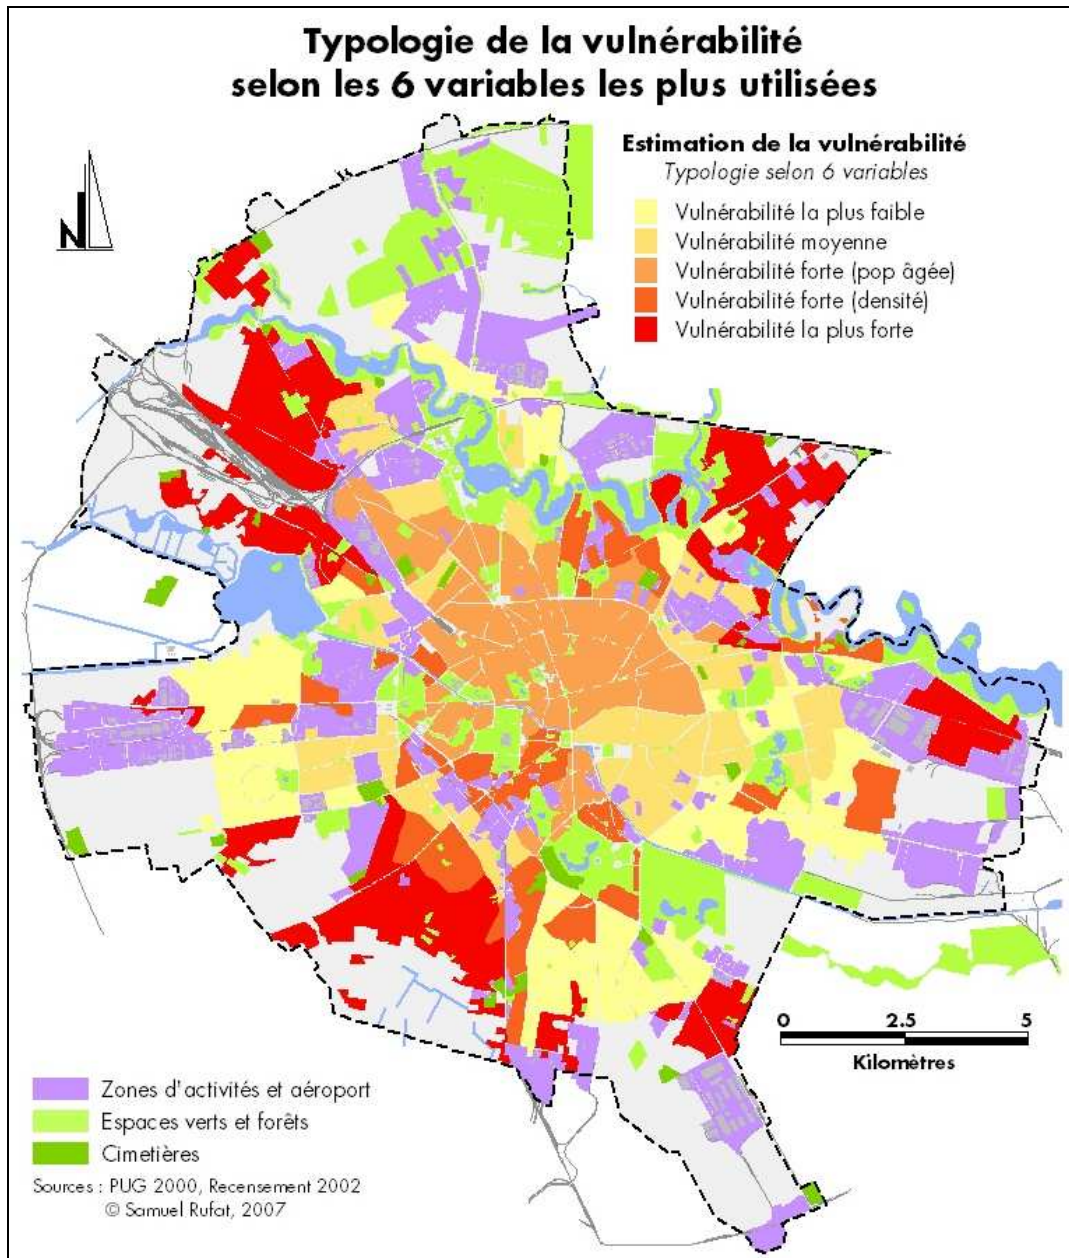 Typologie de la vulnérabilité
selon les 6 variables les plus utilisées
Estimation de la vulnérabilité
Typologie selon 6 variables
Vulnérabilité la plus faible
Vulnérabilité moyenne
Vulnérabilité forte (pop âgée)
Vulnérabilité forte (densité)
Vulnérabilité la plus forte
N
0 2.5 5
Kilomètres
Zones d'activités et aéroport
Espaces verts et forêts
Cimetières
Sources : PUG 2000, Recensement 2002
© Samuel Rufat, 2007